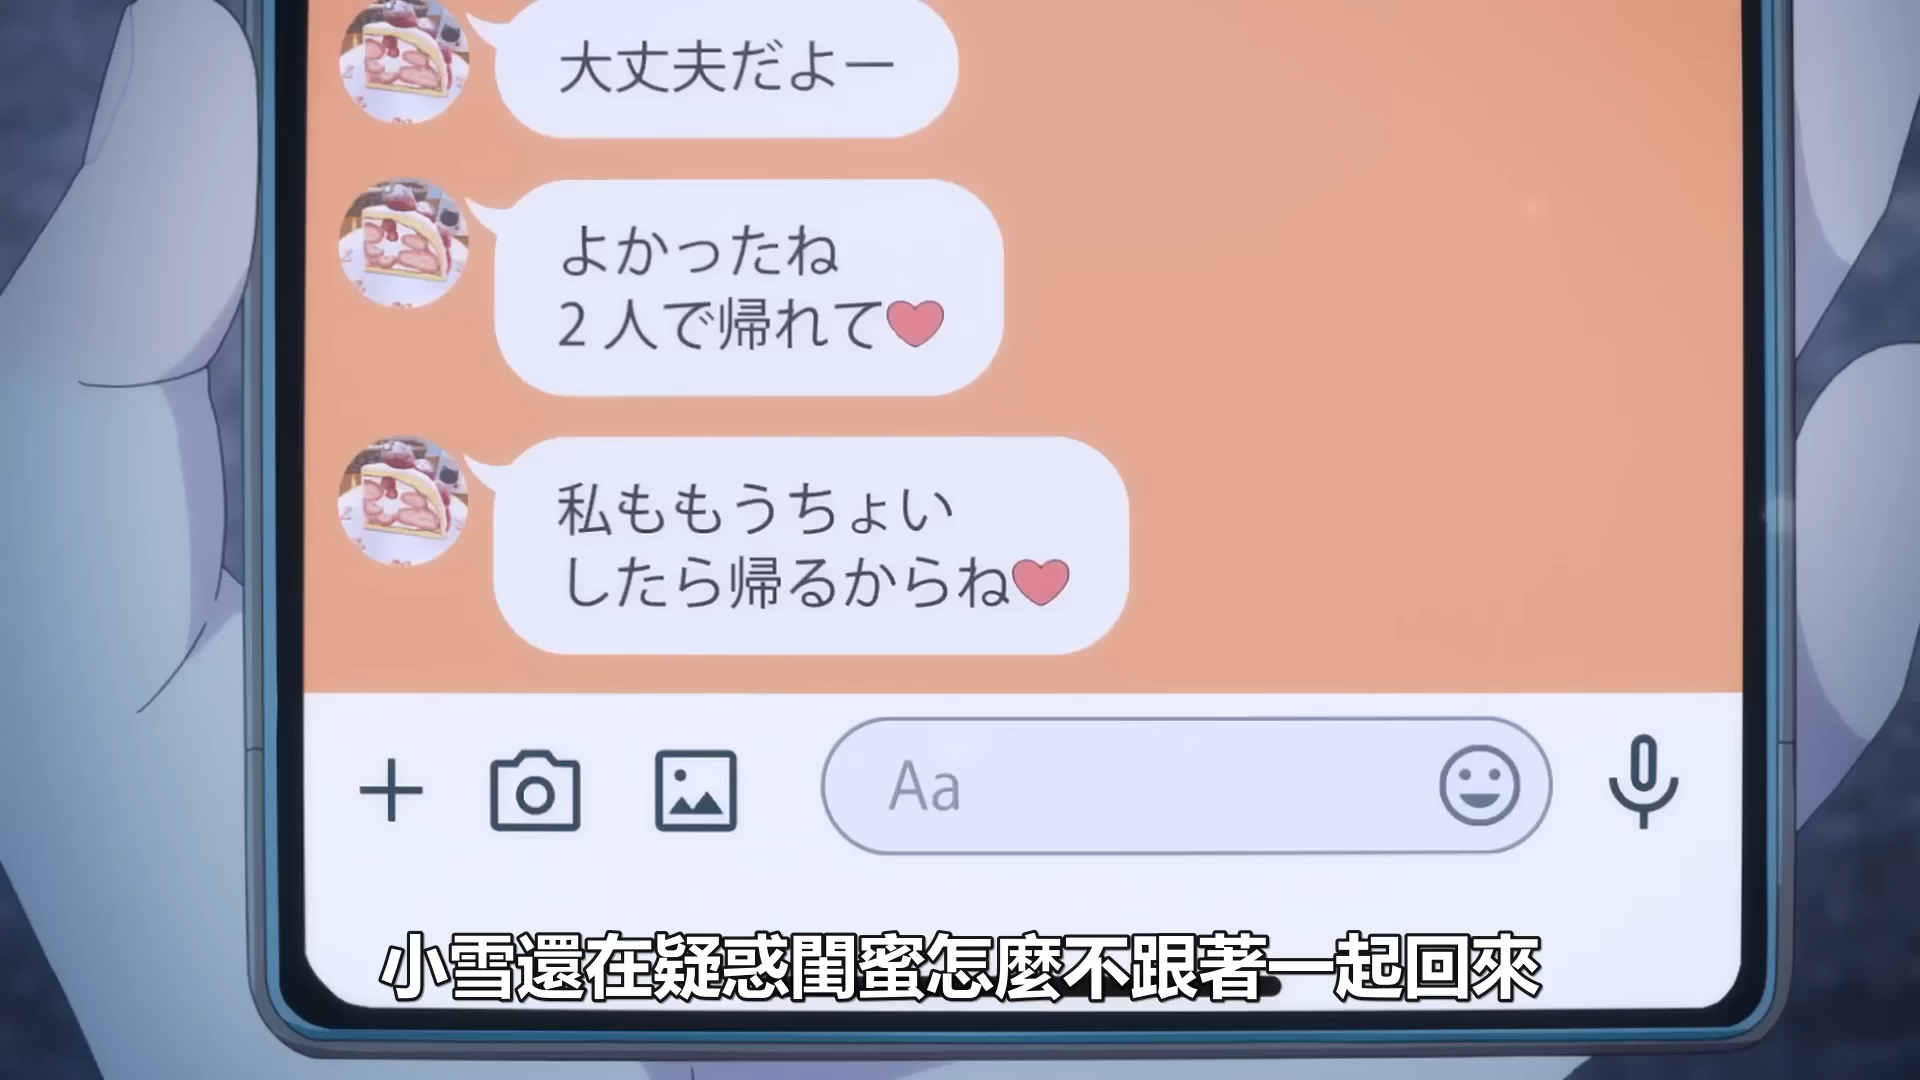 大丈夫だよー
よかったね
2人で帰れて❤
私ももうちょい
したら帰るからね❤
Aa
小雪還在疑惑閨蜜怎麼不跟著一起回來